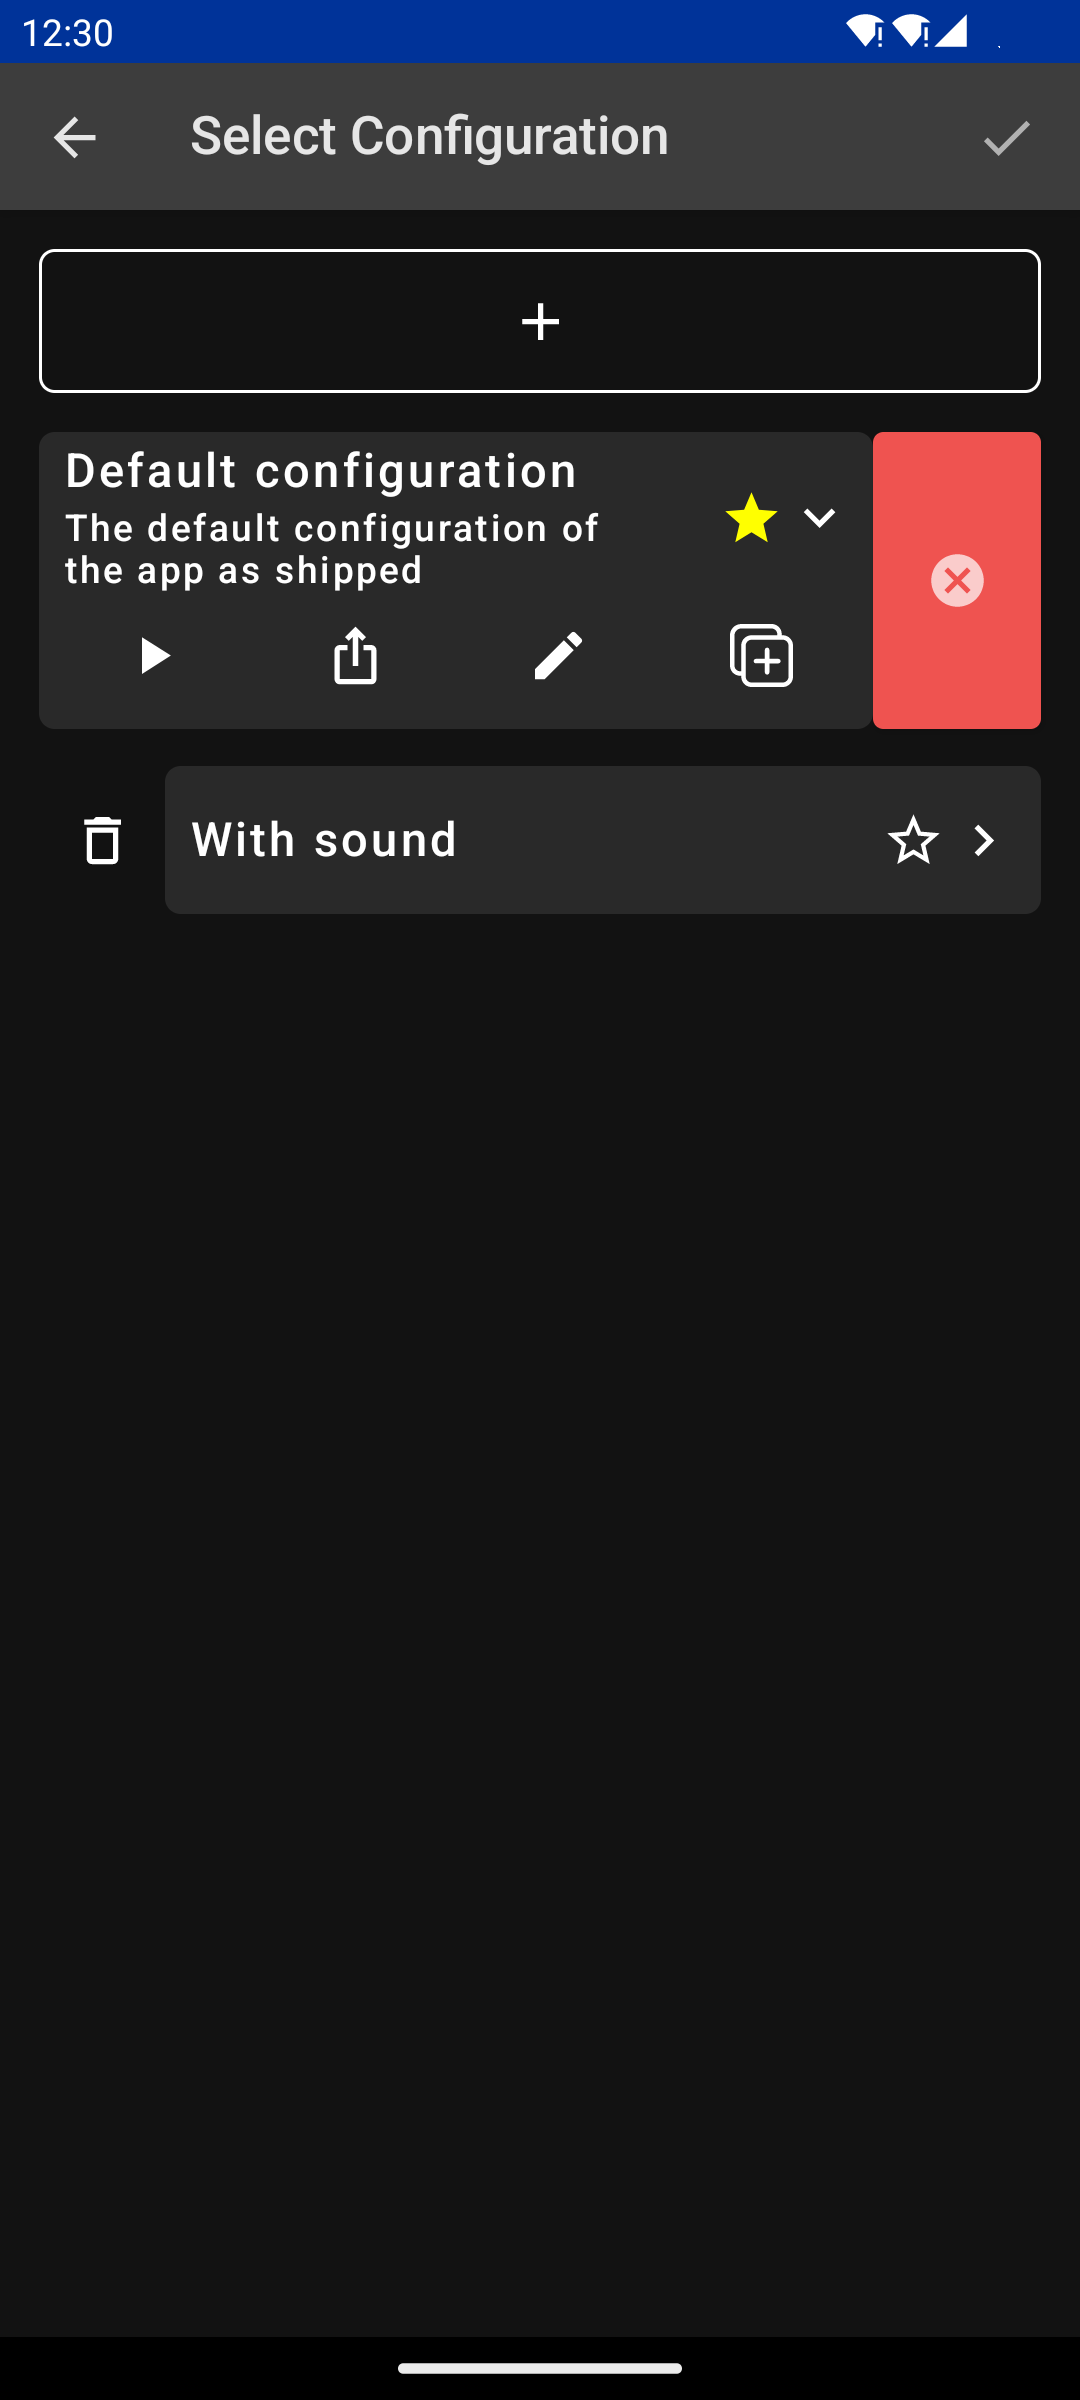 12:30
Select Configuration
Default configuration
The default configuration of
the app as shipped
With sound